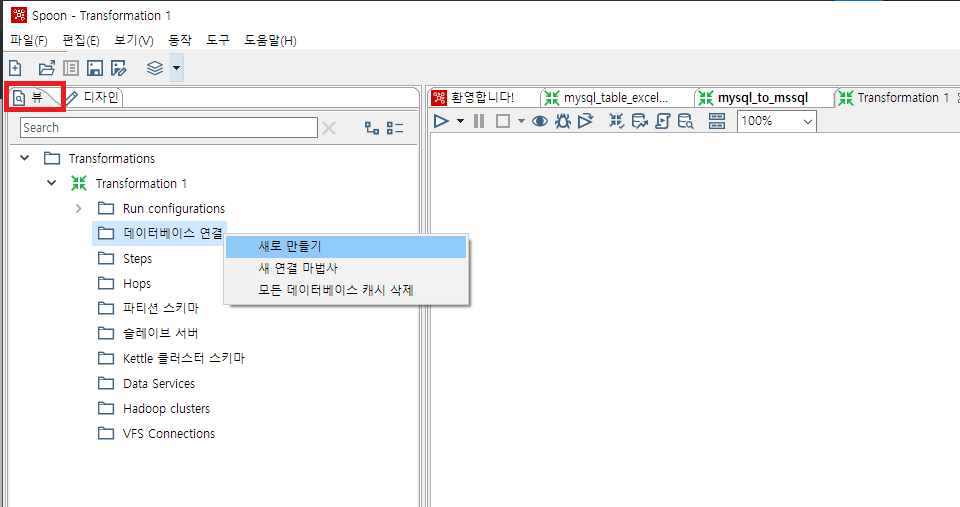 Spoon - Transformation 1
파일(F) 편집(E) 보기(V) 동작 도구 도움말(H)
뷰 디자인
환영합니다! mysql_table_excel... mysql_to_mssql Transformation 1
Search
100%
Transformations
Transformation 1
Run configurations
데이터베이스 연결
새로 만들기
새 연결 마법사
모든 데이터베이스 캐시 삭제
Steps
Hops
파티션 스키마
슬레이브 서버
Kettle 클러스터 스키마
Data Services
Hadoop clusters
VFS Connections